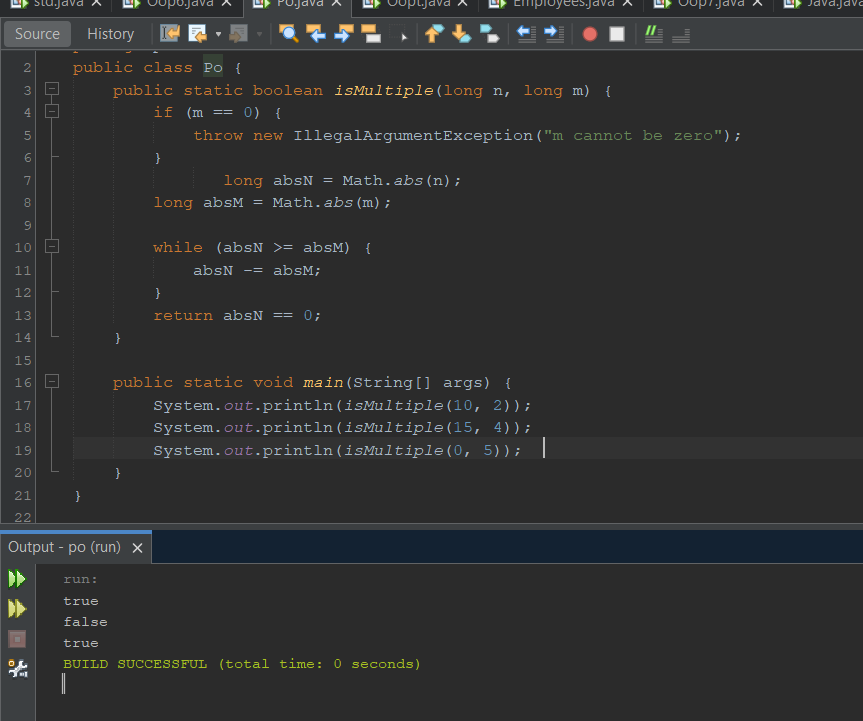 std.java Oop6.java Po.java Oopt.java Employees.java Oop7.java Java.java
Source History
2 public class Po {
3 public static boolean isMultiple(long n, long m) {
4 if (m == 0) {
5 throw new IllegalArgumentException("m cannot be zero");
6 }
7 long absN = Math.abs(n);
8 long absM = Math.abs(m);
9
10 while (absN >= absM) {
11 absN -= absM;
12 }
13 return absN == 0;
14 }
15
16 public static void main(String[] args) {
17 System.out.println(isMultiple(10, 2));
18 System.out.println(isMultiple(15, 4));
19 System.out.println(isMultiple(0, 5));
20 }
21 }
22
Output - po (run)
run:
true
false
true
BUILD SUCCESSFUL (total time: 0 seconds)